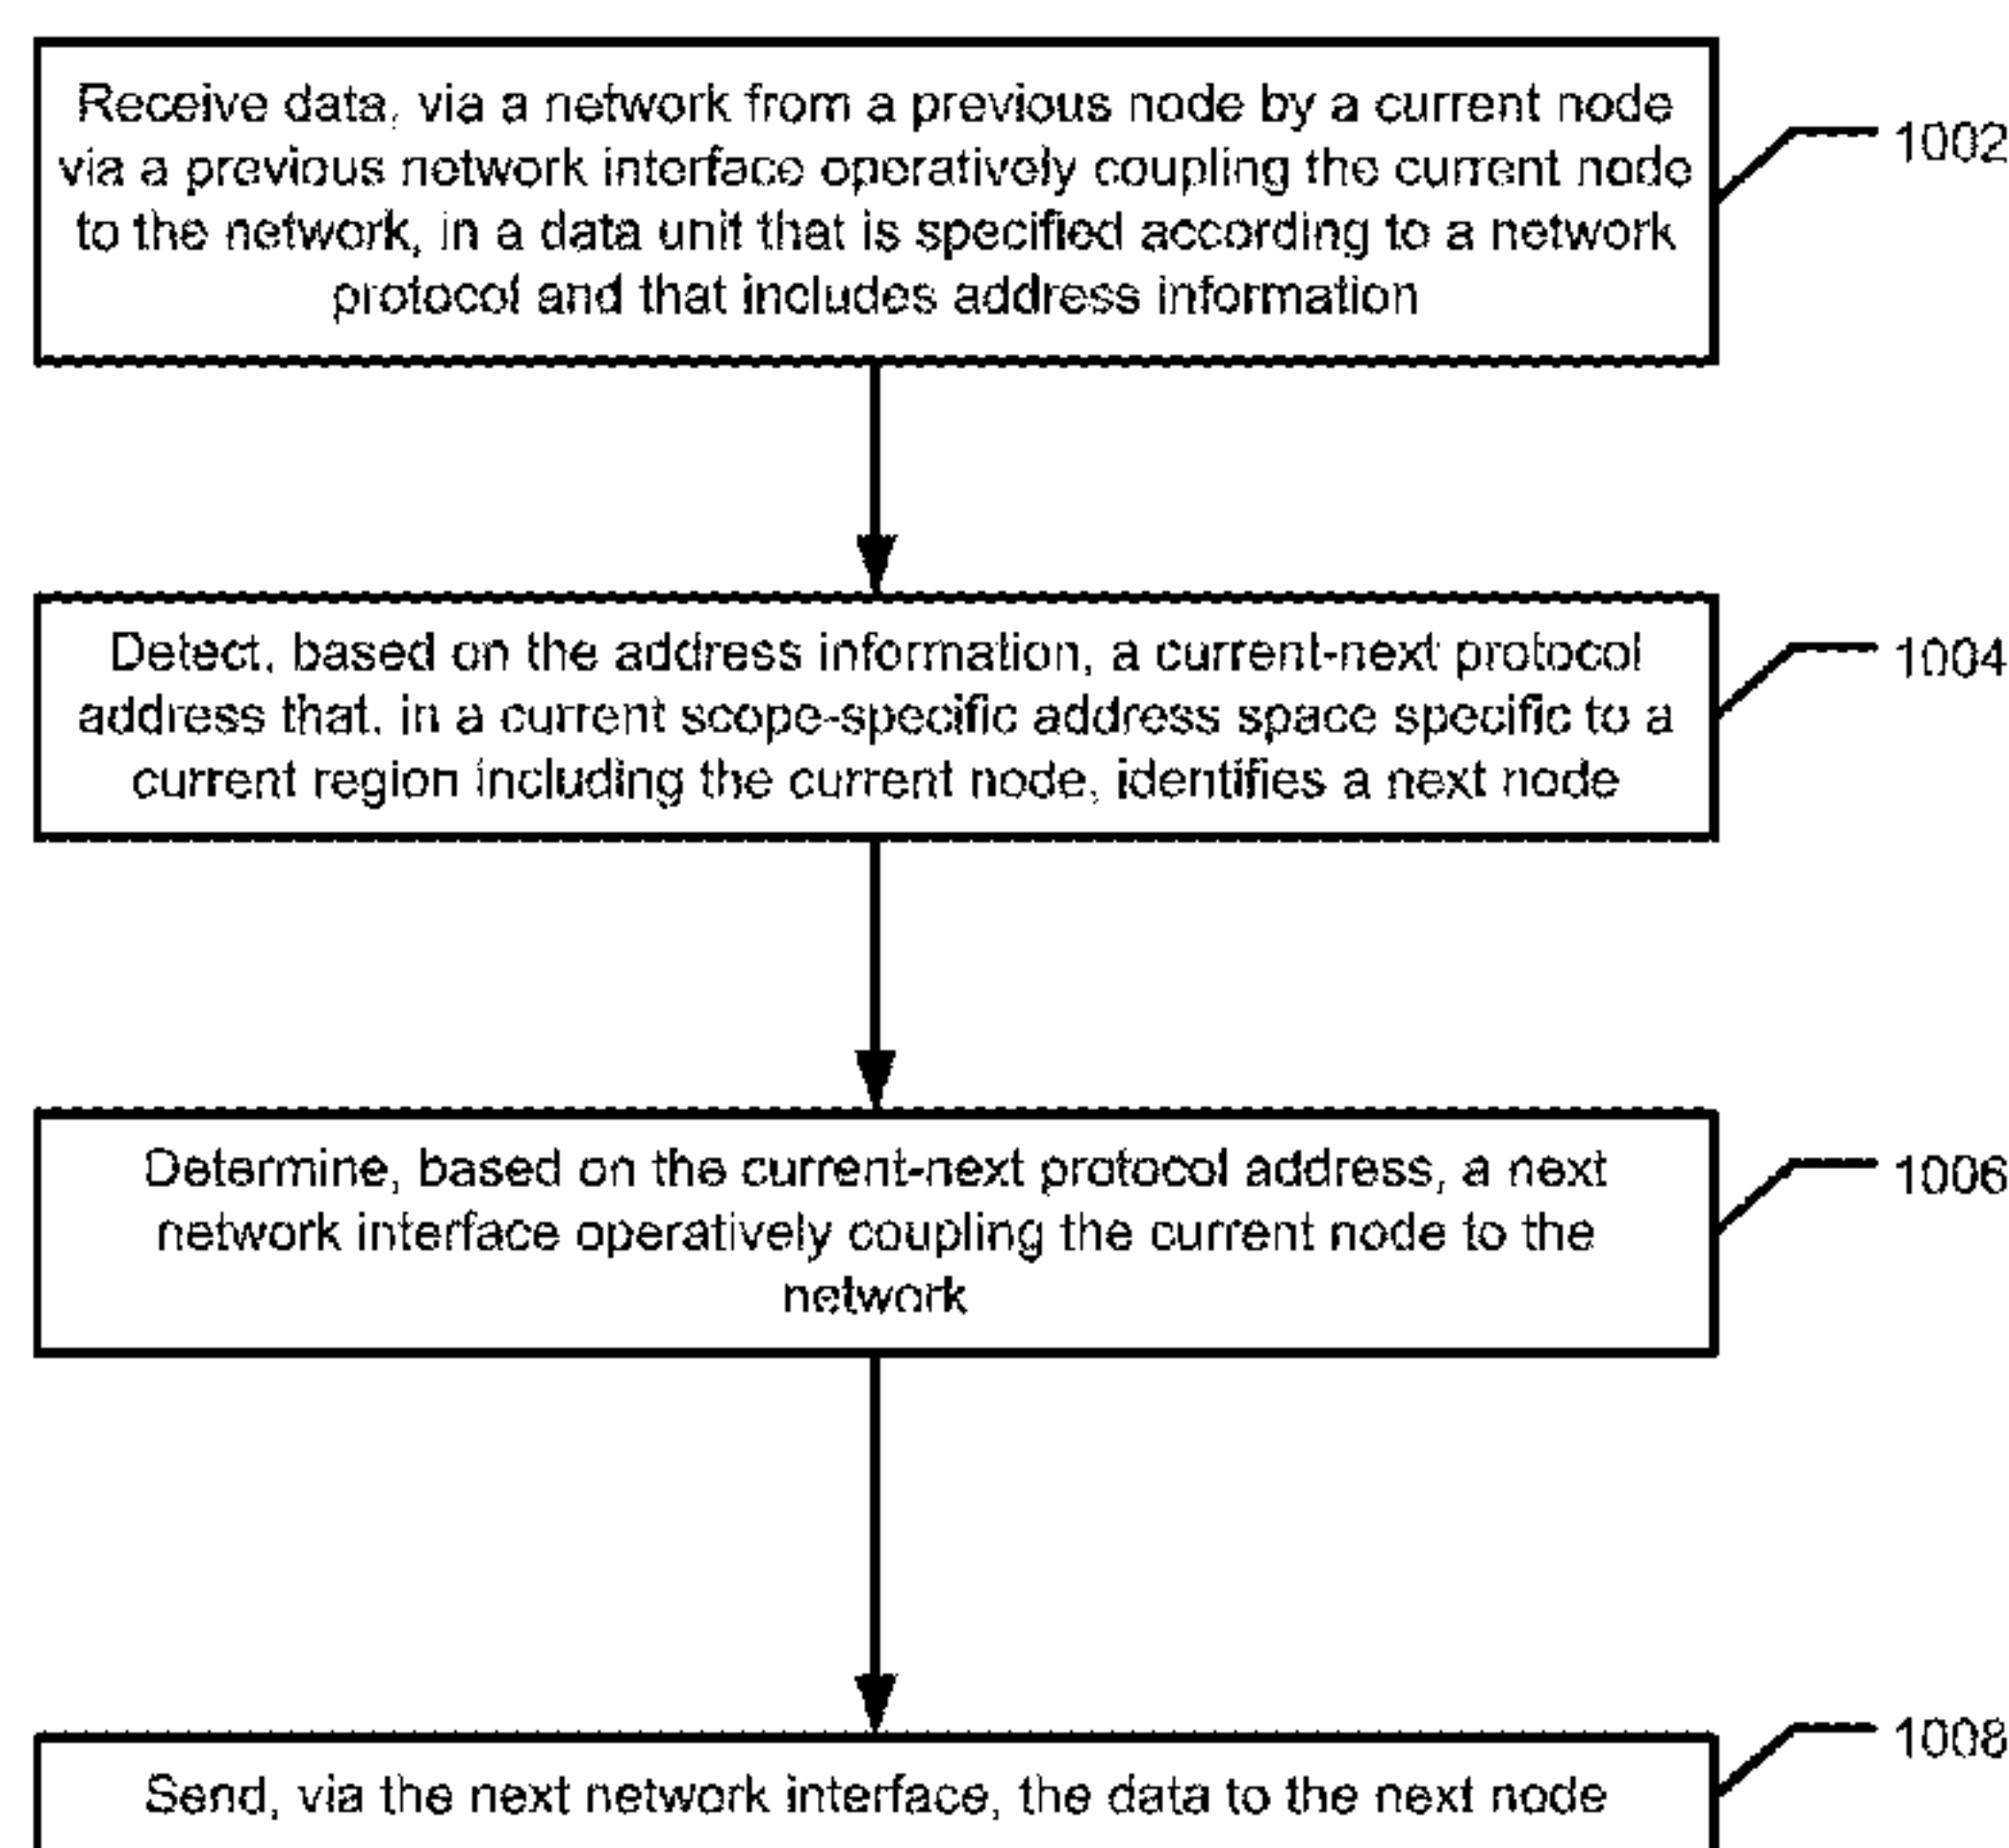 Receive data, via a network from a previous node by a current node
via a previous network interface operatively coupling the current node
to the network, in a data unit that is specified according to a network
protocol and that includes address information
1002
Detect, based on the address information, a current-next protocol
address that, in a current scope-specific address space specific to a
current region including the current node, identifies a next node
1004
Determine, based on the current-next protocol address, a next
network interface operatively coupling the current node to the
network
1006
Send, via the next network interface, the data to the next node
1008